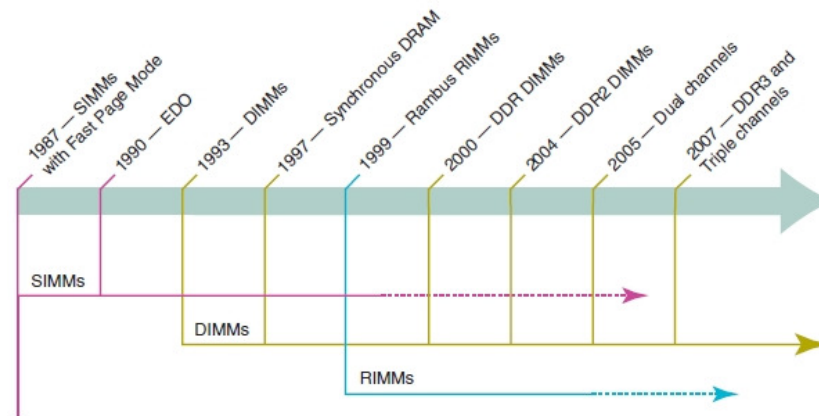 1987 — SIMMs
with Fast Page Mode
1990 — EDO
1993 — DIMMs
1997 — Synchronous DRAM
1999 — Rambus RIMMs
2000 — DDR DIMMs
2004 — DDR2 DIMMs
2005 — Dual channels
2007 — DDR3 and
Triple channels
SIMMs
DIMMs
RIMMs